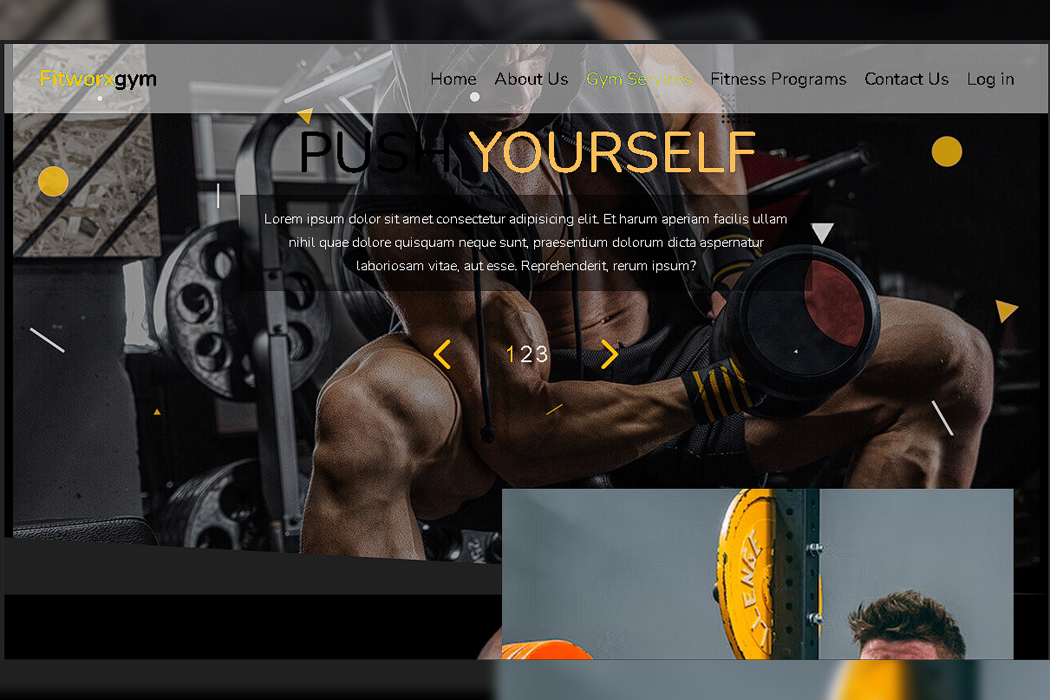 Fitworxgym
Home About Us Gym Services Fitness Programs Contact Us Log in
PUSH YOURSELF
Lorem ipsum dolor sit amet consectetur adipisicing elit. Et harum aperiam facilis ullam
nihil quae dolore quisquam neque sunt, praesentium dolorum dicta aspernatur
laboriosam vitae, aut esse. Reprehenderit, rerum ipsum?
123